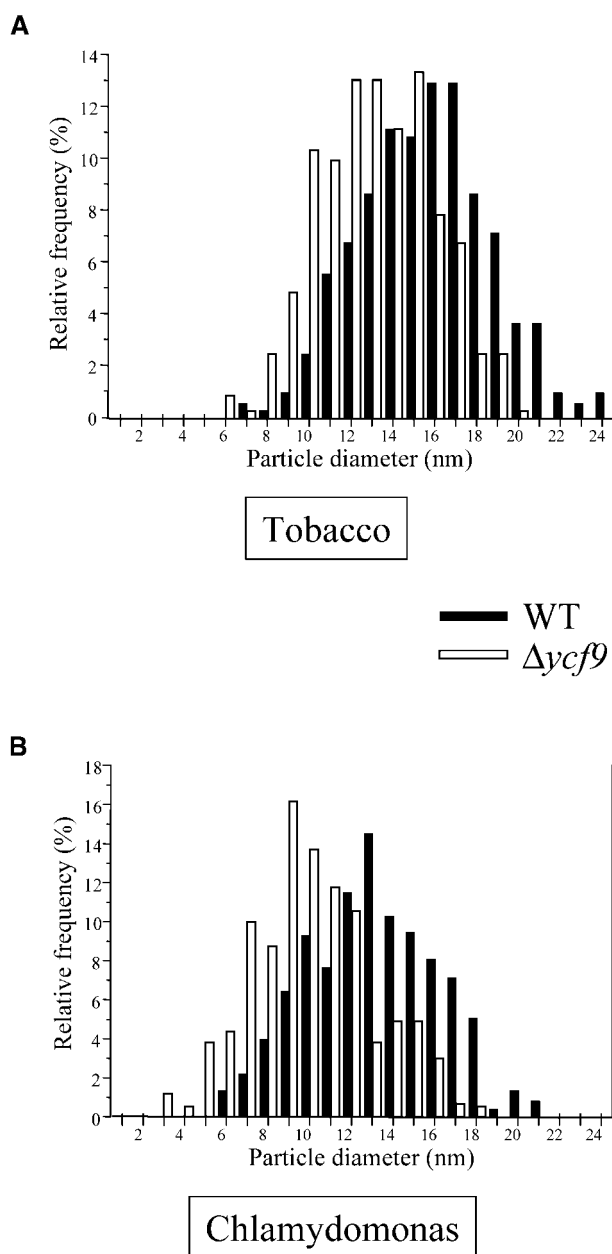 A
14
12
10
8
6
4
2
0
Relative frequency (%)
2 4 6 8 10 12 14 16 18 20 22 24
Particle diameter (nm)
Tobacco
WT
Δycf9
B
18
16
14
12
10
8
6
4
2
0
Relative frequency (%)
2 4 6 8 10 12 14 16 18 20 22 24
Particle diameter (nm)
Chlamydomonas